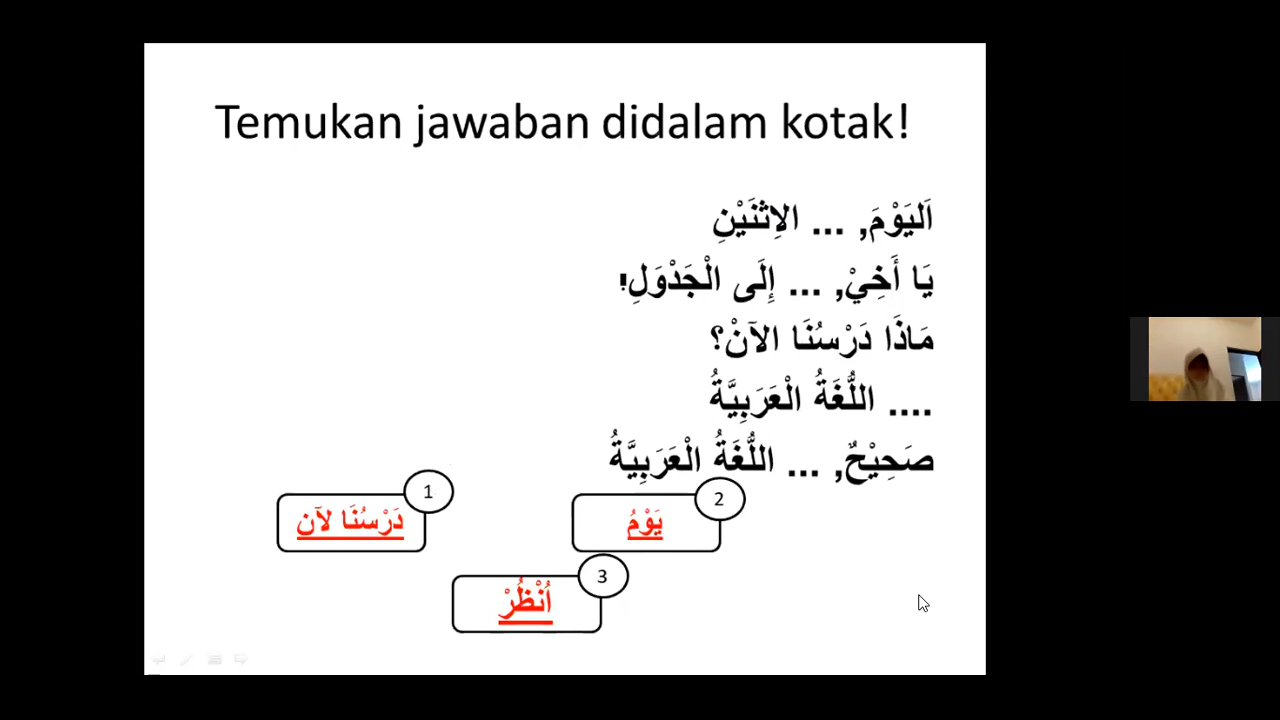 Temukan jawaban didalam kotak!
اَليَوْمَ, ... الاِثنَيْنِ
يَا أَخِيْ, ... إِلَى الْجَدْوَلِ!
مَاذَا دَرْسُنَا الآنْ؟
.... اللُّغَةُ الْعَرَبِيَّةُ
صَحِيْحٌ, ... اللُّغَةُ الْعَرَبِيَّةُ
1
دَرْسُنَا لآن
2
يَوْمُ
3
اُنْظُرْ